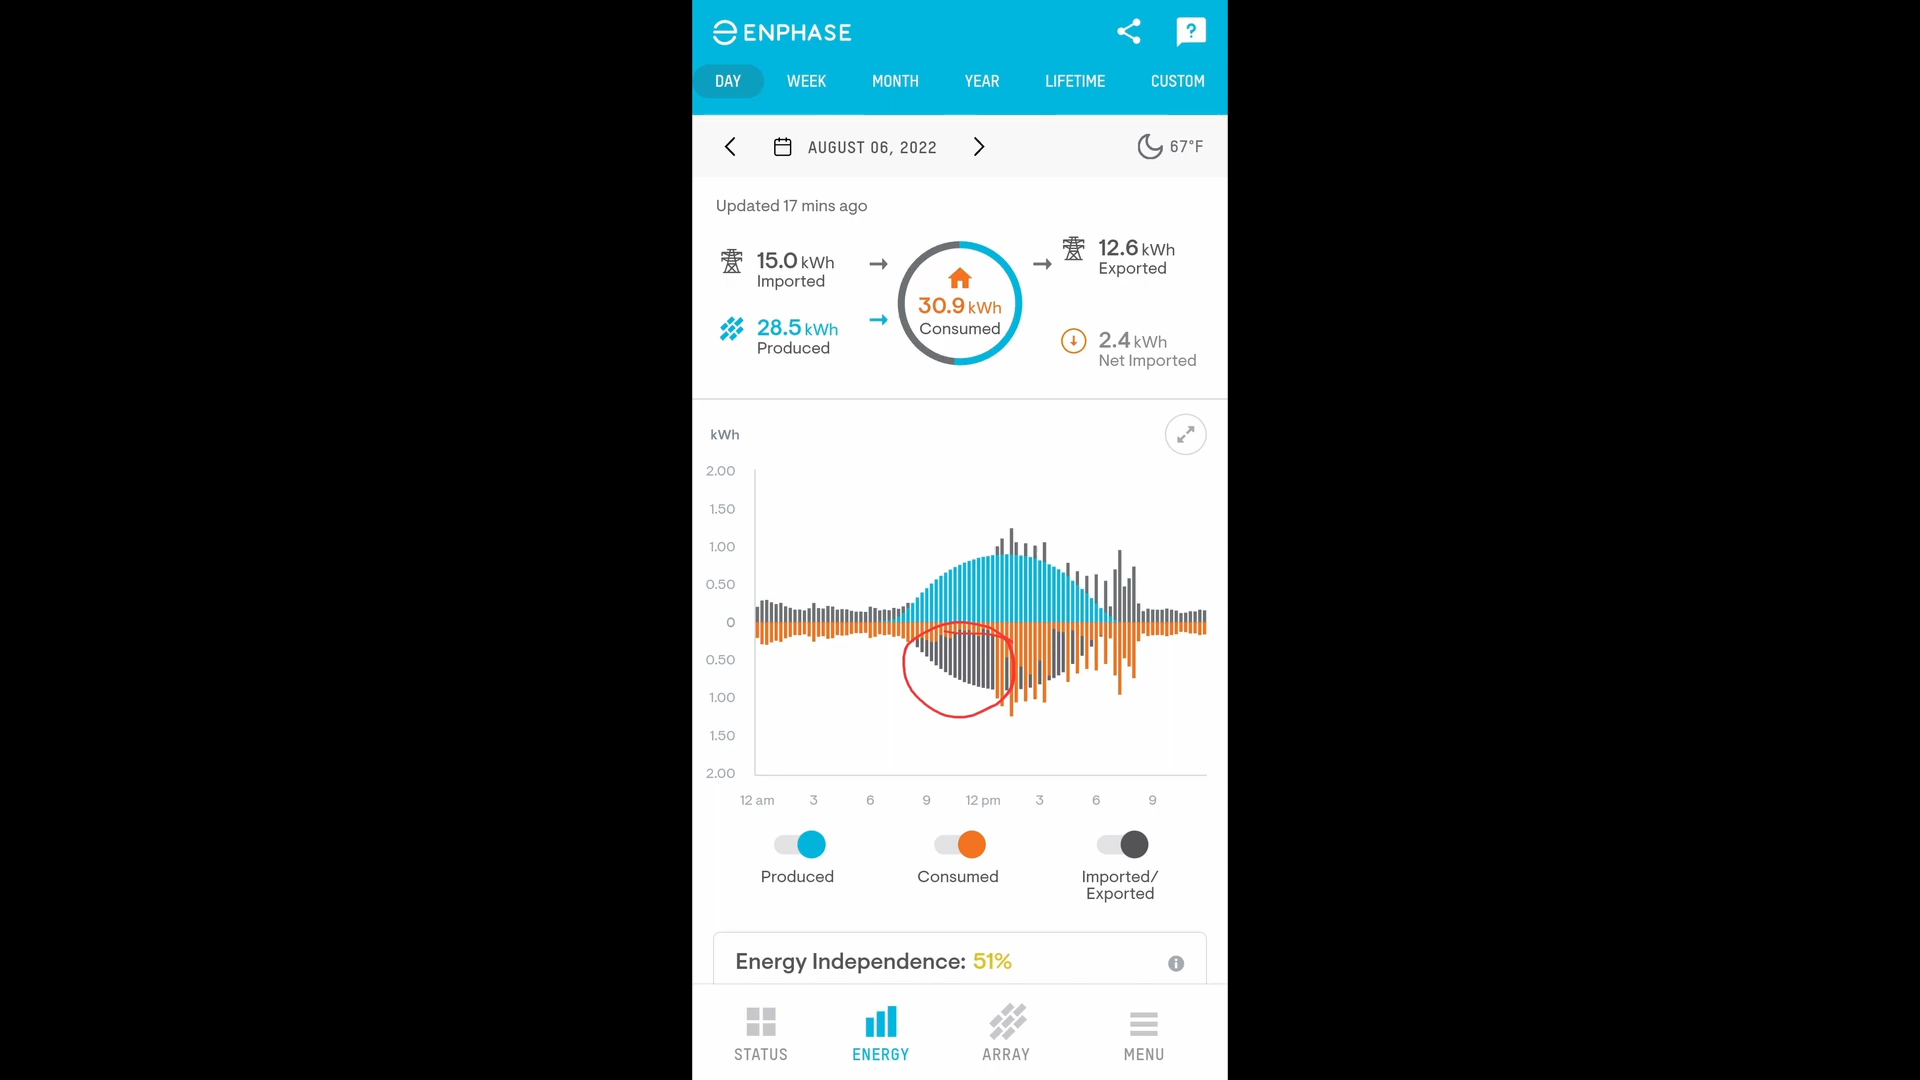 ENPHASE
?
DAY WEEK MONTH YEAR LIFETIME CUSTOM
AUGUST 06, 2022
67°F
Updated 17 mins ago
15.0 kWh
Imported
28.5 kWh
Produced
30.9 kWh
Consumed
12.6 kWh
Exported
2.4 kWh
Net Imported
kWh
2.00
1.50
1.00
0.50
0
0.50
1.00
1.50
2.00
12 am 3 6 9 12 pm 3 6 9
Produced
Consumed
Imported/
Exported
Energy Independence: 51%
i
STATUS ENERGY ARRAY MENU